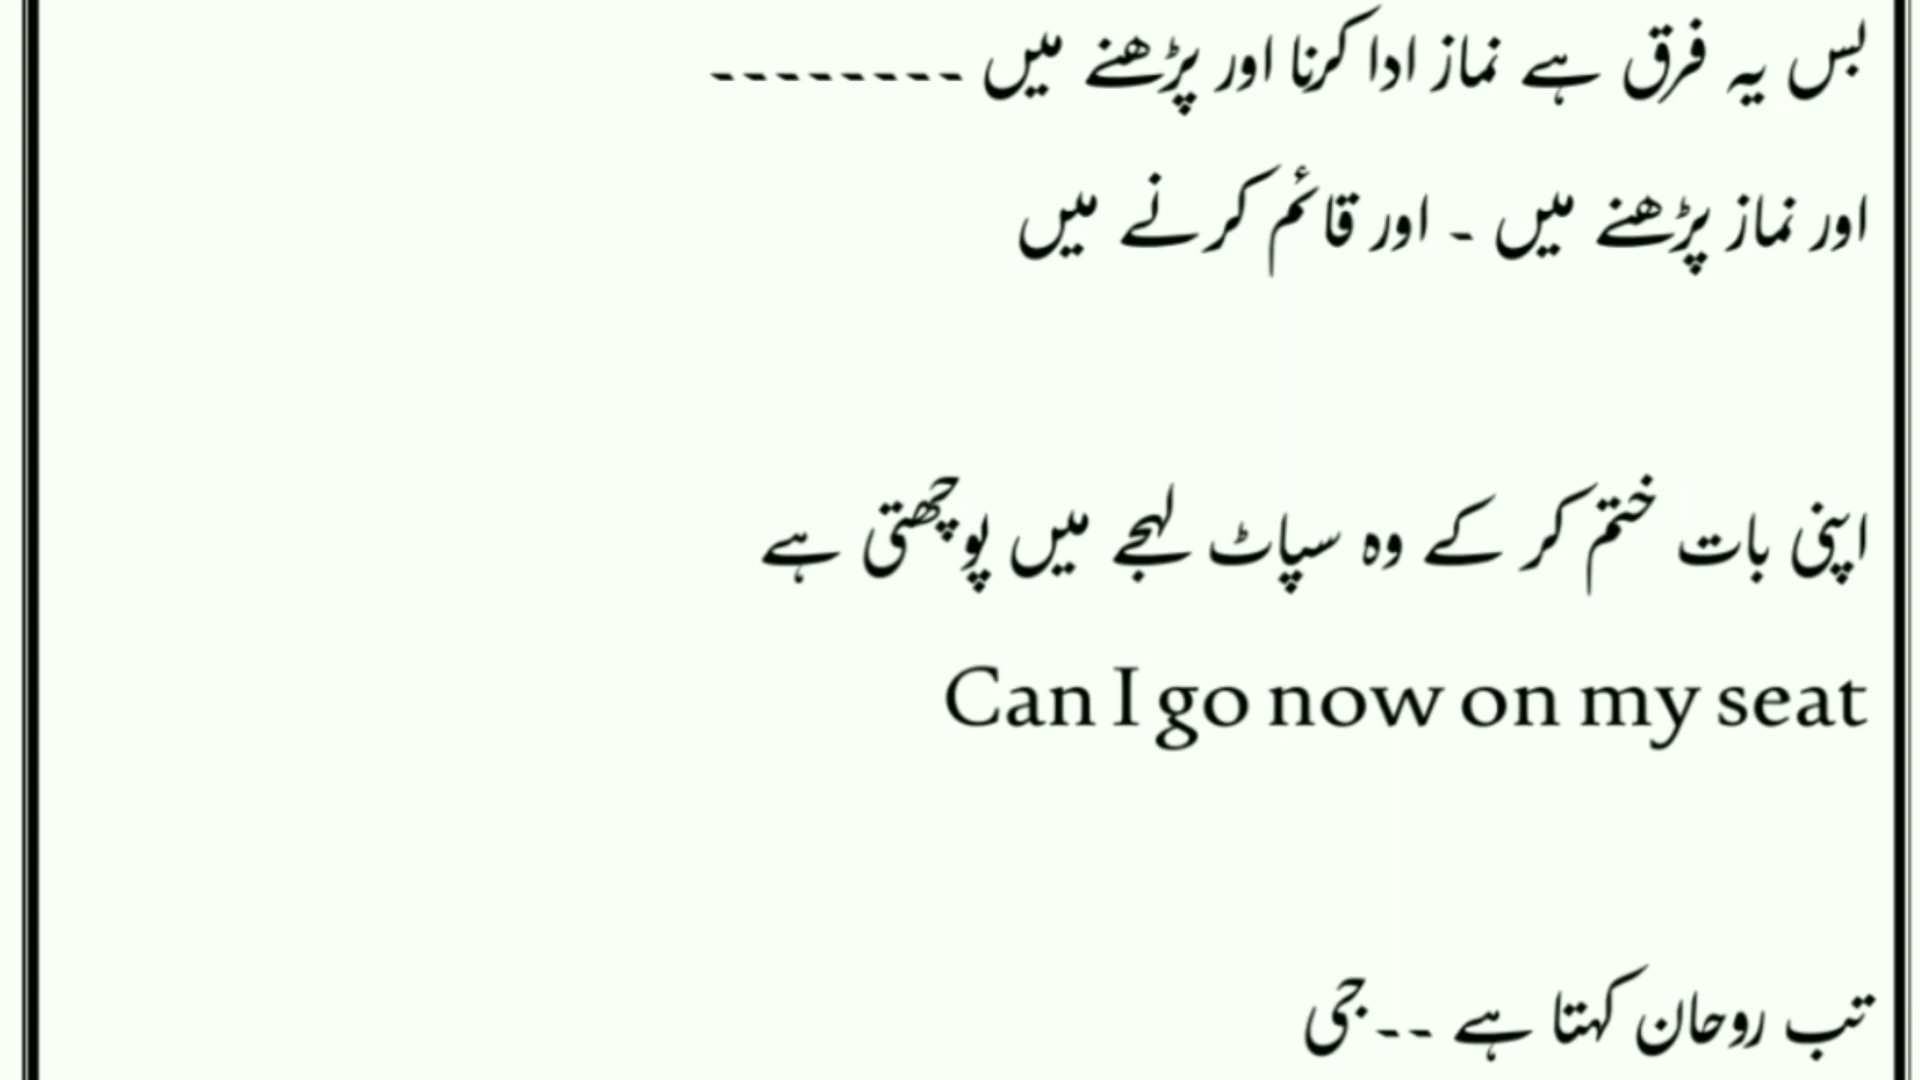 بس یہ فرق ہے نماز ادا کرنا اور پڑھنے میں --------
اور نماز پڑھنے میں ۔ اور قائم کرنے میں
اپنی بات ختم کر کے وہ سپاٹ لہجے میں پوچھتی ہے
Can I go now on my seat
تب روحان کہتا ہے --جی